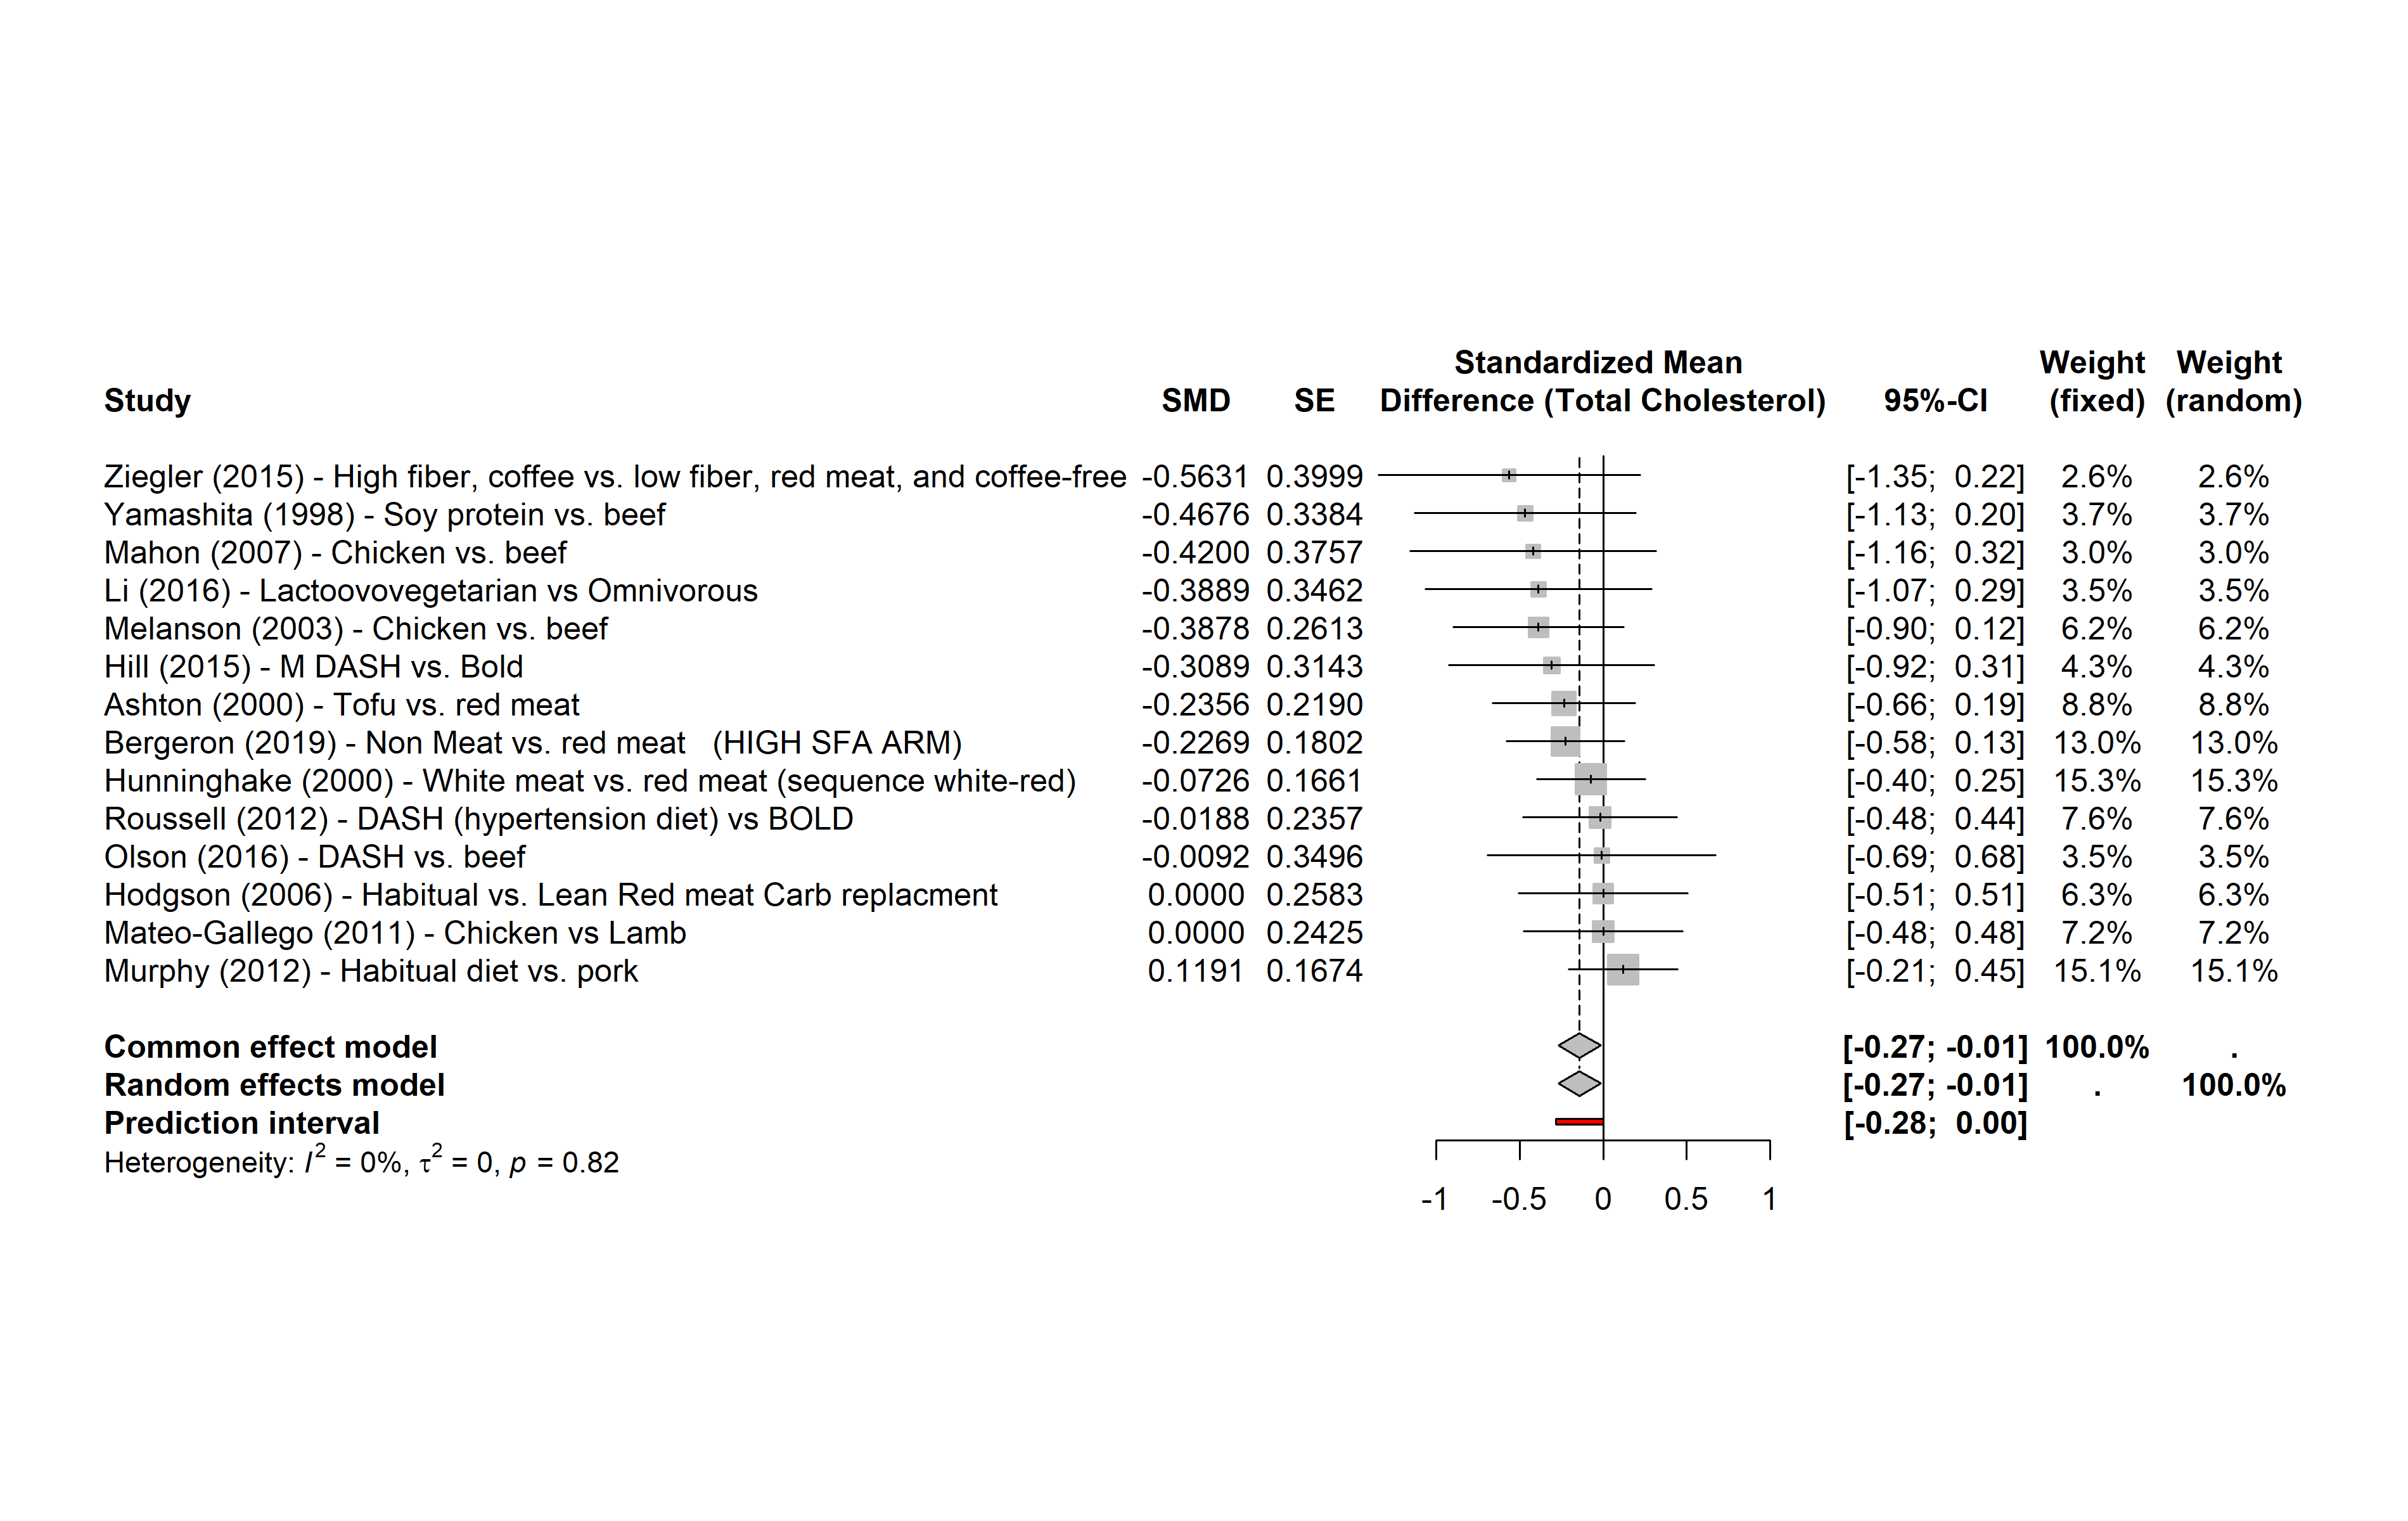 Standardized Mean Weight Weight
Study SMD SE Difference (Total Cholesterol) 95%-CI (fixed) (random)
Ziegler (2015) - High fiber, coffee vs. low fiber, red meat, and coffee-free -0.5631 0.3999 [-1.35; 0.22] 2.6% 2.6%
Yamashita (1998) - Soy protein vs. beef -0.4676 0.3384 [-1.13; 0.20] 3.7% 3.7%
Mahon (2007) - Chicken vs. beef -0.4200 0.3757 [-1.16; 0.32] 3.0% 3.0%
Li (2016) - Lactoovovegetarian vs Omnivorous -0.3889 0.3462 [-1.07; 0.29] 3.5% 3.5%
Melanson (2003) - Chicken vs. beef -0.3878 0.2613 [-0.90; 0.12] 6.2% 6.2%
Hill (2015) - M DASH vs. Bold -0.3089 0.3143 [-0.92; 0.31] 4.3% 4.3%
Ashton (2000) - Tofu vs. red meat -0.2356 0.2190 [-0.66; 0.19] 8.8% 8.8%
Bergeron (2019) - Non Meat vs. red meat (HIGH SFA ARM) -0.2269 0.1802 [-0.58; 0.13] 13.0% 13.0%
Hunninghake (2000) - White meat vs. red meat (sequence white-red) -0.0726 0.1661 [-0.40; 0.25] 15.3% 15.3%
Roussell (2012) - DASH (hypertension diet) vs BOLD -0.0188 0.2357 [-0.48; 0.44] 7.6% 7.6%
Olson (2016) - DASH vs. beef -0.0092 0.3496 [-0.69; 0.68] 3.5% 3.5%
Hodgson (2006) - Habitual vs. Lean Red meat Carb replacment 0.0000 0.2583 [-0.51; 0.51] 6.3% 6.3%
Mateo-Gallego (2011) - Chicken vs Lamb 0.0000 0.2425 [-0.48; 0.48] 7.2% 7.2%
Murphy (2012) - Habitual diet vs. pork 0.1191 0.1674 [-0.21; 0.45] 15.1% 15.1%
Common effect model [-0.27; -0.01] 100.0% .
Random effects model [-0.27; -0.01] . 100.0%
Prediction interval [-0.28; 0.00]
Heterogeneity: I² = 0%, τ² = 0, p = 0.82
-1 -0.5 0 0.5 1